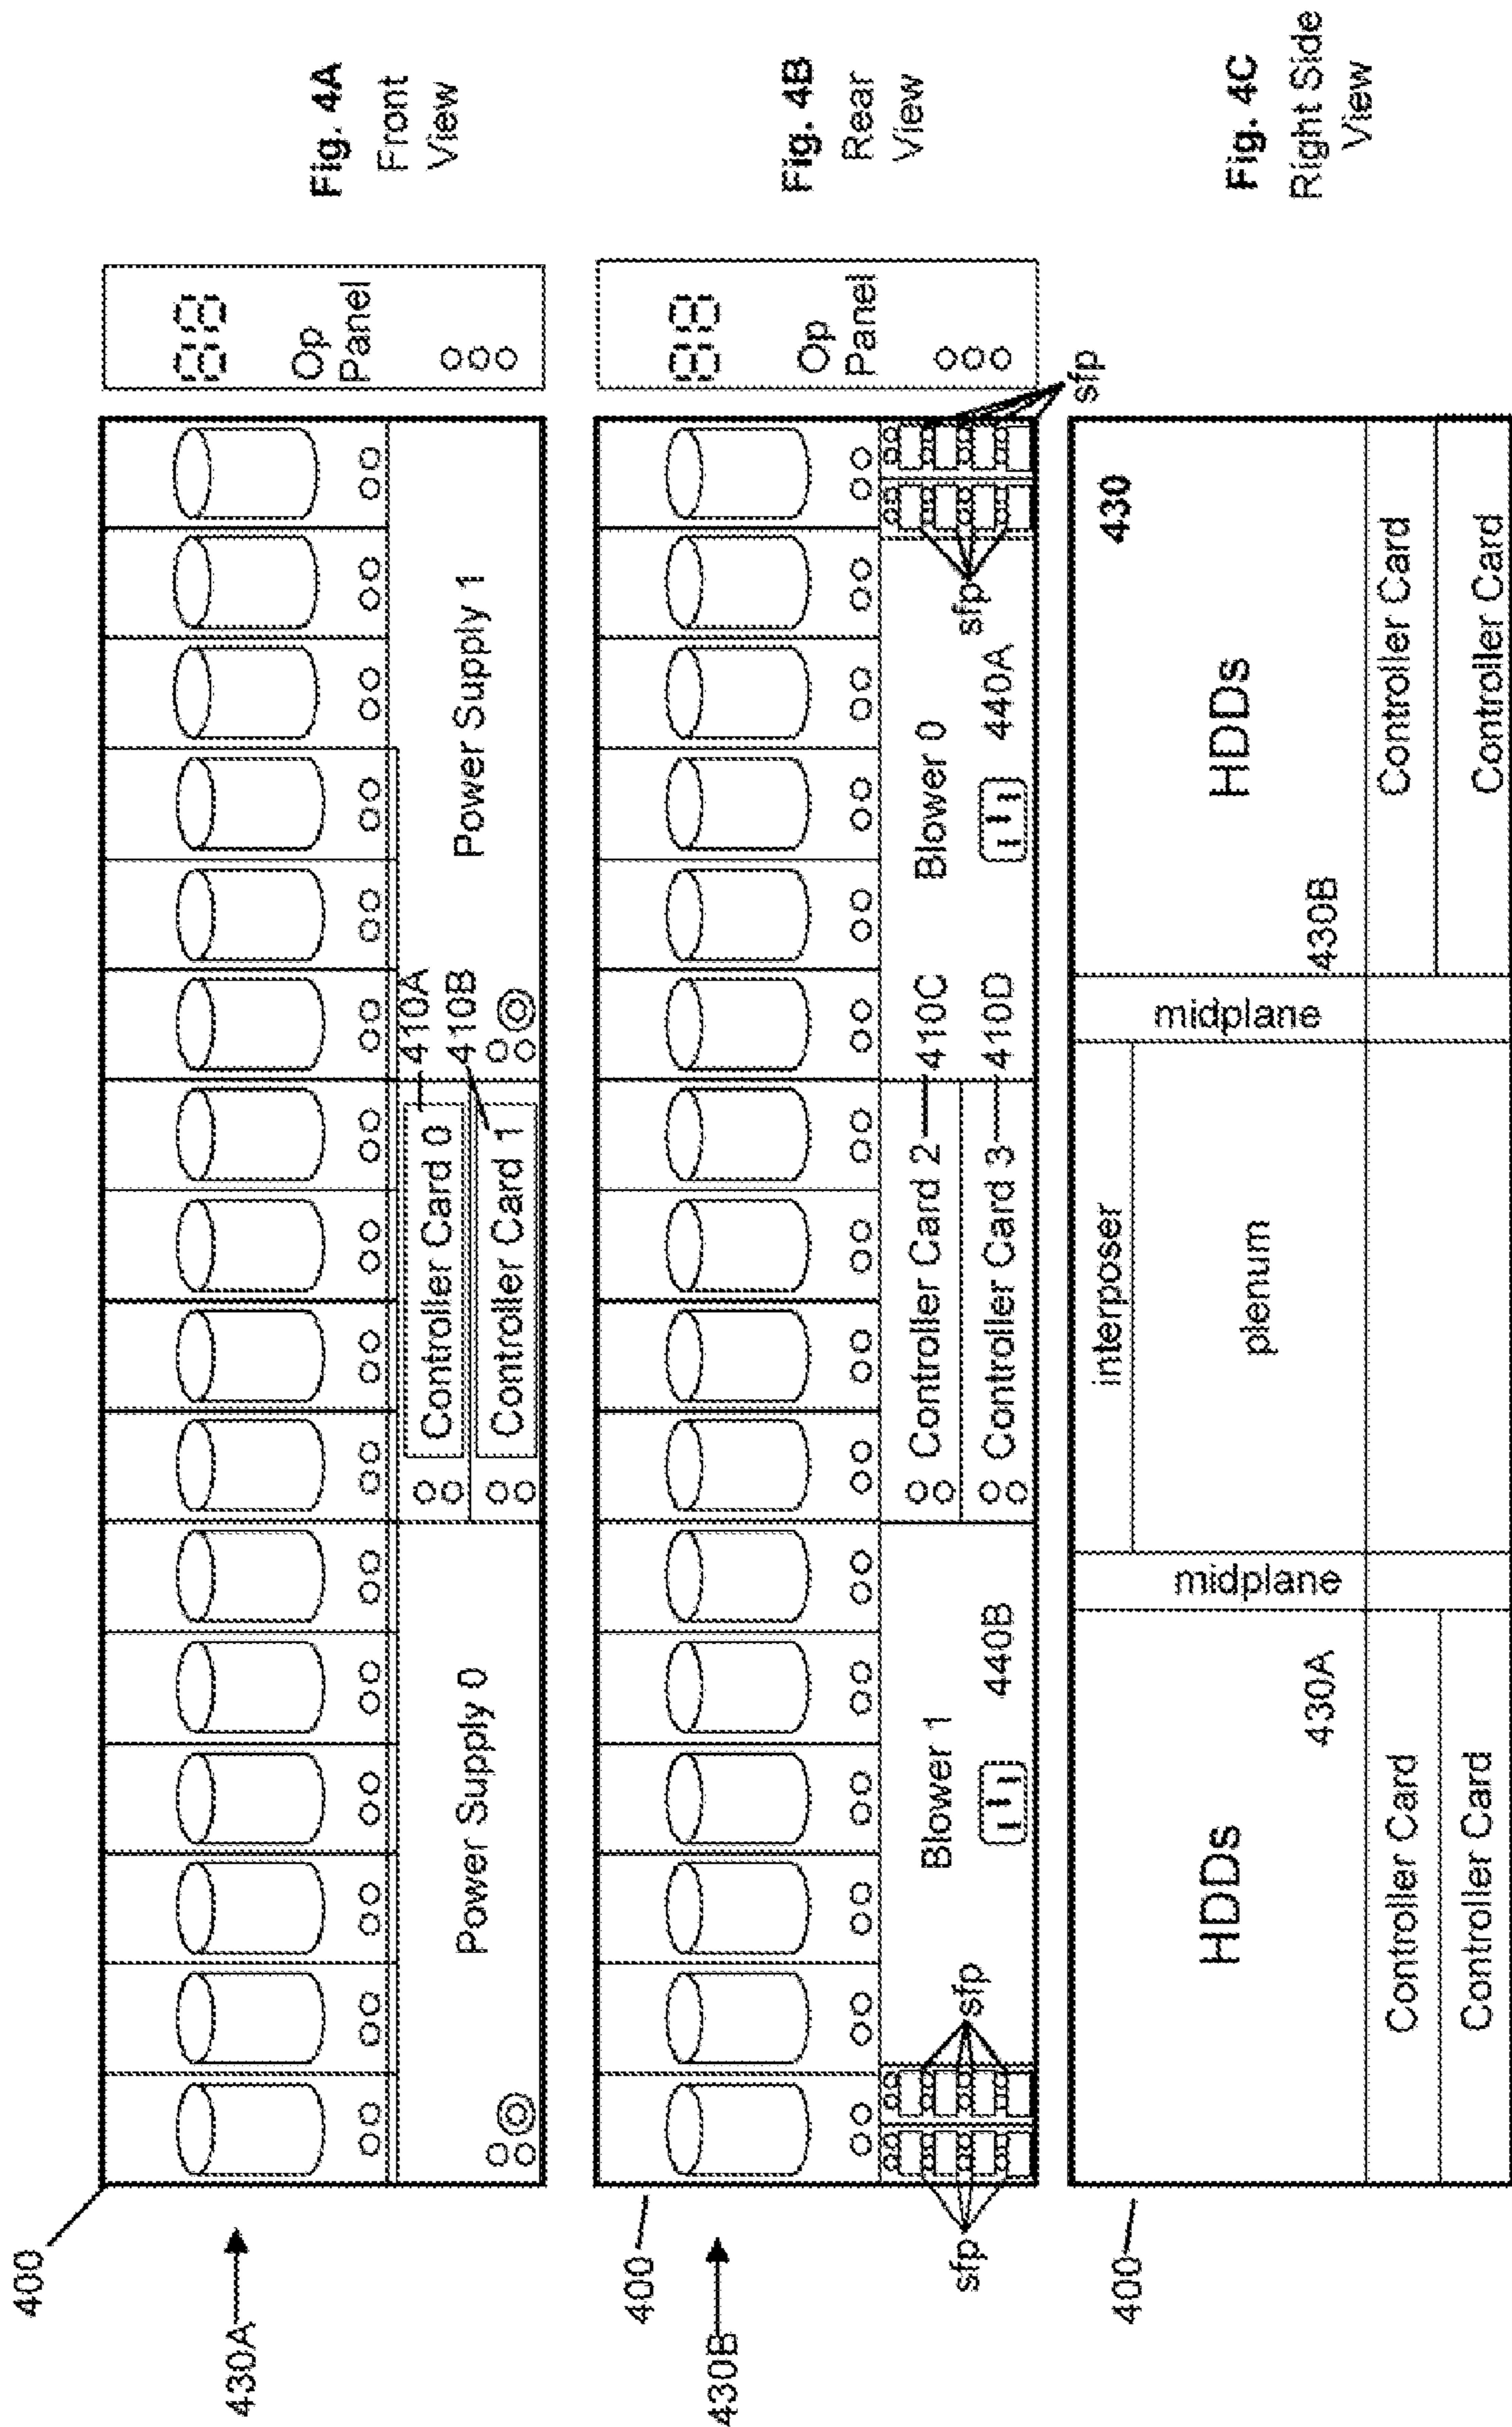 400
430A
Power Supply 0
Controller Card 0
Controller Card 1
410A
410B
Power Supply 1
88
Op
Panel
Fig. 4A
Front
View
400
430B
sfp
sfp
Blower 1
440B
Controller Card 2
Controller Card 3
410C
410D
Blower 0
440A
sfp
sfp
88
Op
Panel
Fig. 4B
Rear
View
400
HDDs
430A
Controller Card
Controller Card
midplane
interposer
plenum
midplane
430
HDDs
430B
Controller Card
Controller Card
Fig. 4C
Right Side
View